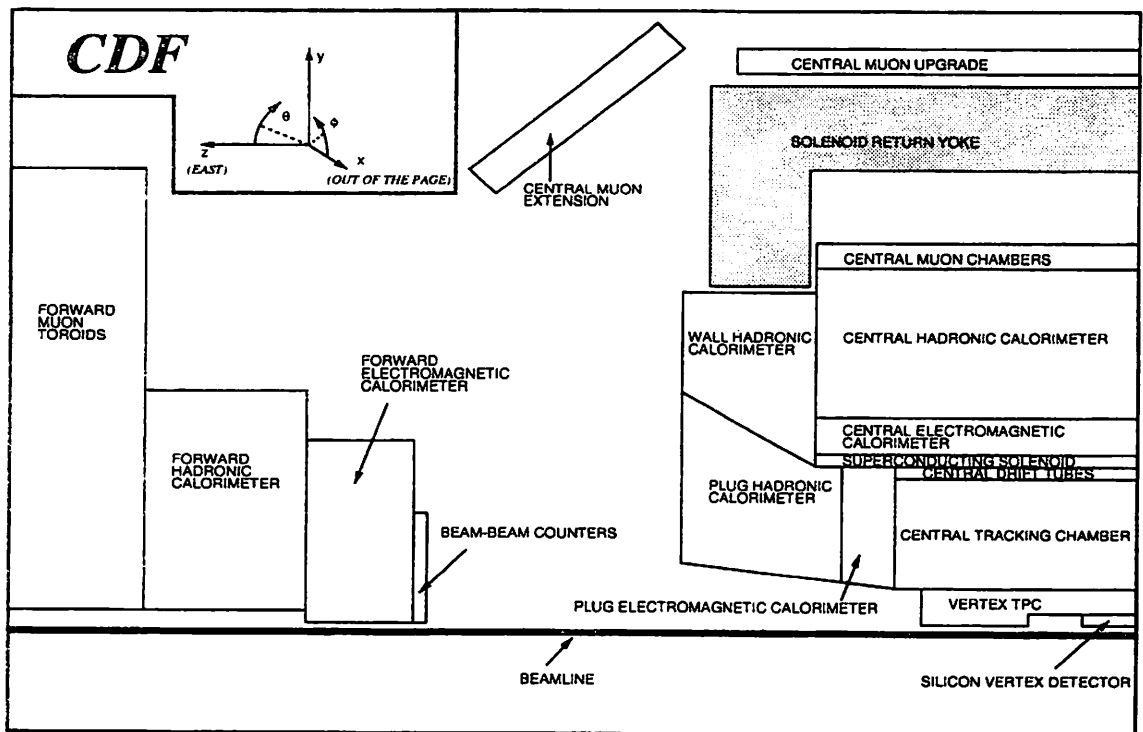 CDF
y
θ
φ
z
x
(EAST)
(OUT OF THE PAGE)
CENTRAL MUON UPGRADE
SOLENOID RETURN YOKE
CENTRAL MUON
EXTENSION
CENTRAL MUON CHAMBERS
FORWARD
MUON
TOROIDS
WALL HADRONIC
CALORIMETER
CENTRAL HADRONIC CALORIMETER
FORWARD
ELECTROMAGNETIC
CALORIMETER
CENTRAL ELECTROMAGNETIC
CALORIMETER
SUPERCONDUCTING SOLENOID
CENTRAL DRIFT TUBES
FORWARD
HADRONIC
CALORIMETER
PLUG HADRONIC
CALORIMETER
BEAM-BEAM COUNTERS
CENTRAL TRACKING CHAMBER
PLUG ELECTROMAGNETIC CALORIMETER
VERTEX TPC
BEAMLINE
SILICON VERTEX DETECTOR